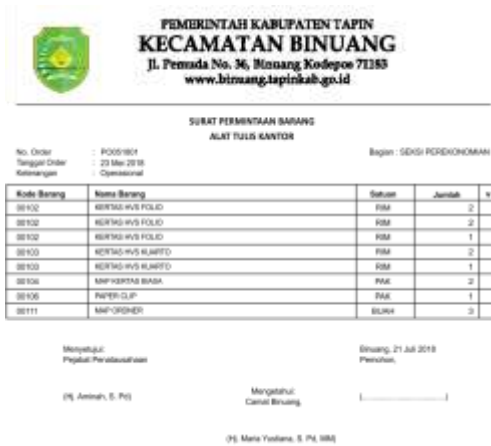 PEMERINTAH KABUPATEN TAPIN
KECAMATAN BINUANG
Jl. Pemuda No. 36, Binuang Kodepos 71183
www.binuang.tapinkab.go.id
SURAT PERMINTAAN BARANG
ALAT TULIS KANTOR
No. Order : PO051801 Bagian : SEKSI PEREKONOMIAN
Tanggal Order : 23 Mei 2018
Keterangan : Operasional
Kode Barang Nama Barang Satuan Jumlah
00102 KERTAS HVS FOLIO RIM 2
00102 KERTAS HVS FOLIO RIM 2
00102 KERTAS HVS FOLIO RIM 1
00103 KERTAS HVS KUARTO RIM 2
00103 KERTAS HVS KUARTO RIM 1
00104 MAP KERTAS BIASA PAK 2
00106 PAPER CLIP PAK 1
00111 MAP ORDNER BUAH 3
Menyetujui: Binuang, 21 Juli 2018
Pejabat Penatausahaan Pemohon,
Mengetahui:
(Hj. Aminah, S. Pd) Camat Binuang, (....................)
(Hj. Maria Yustiana, S. Pd, MM)